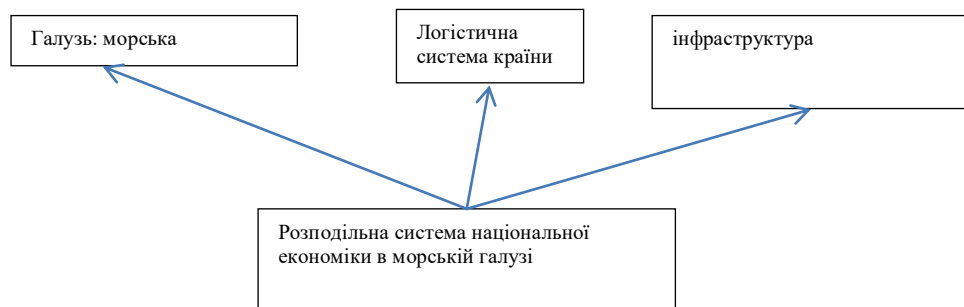 Галузь: морська
Логістична
система країни
інфраструктура
Розподільна система національної
економіки в морській галузі